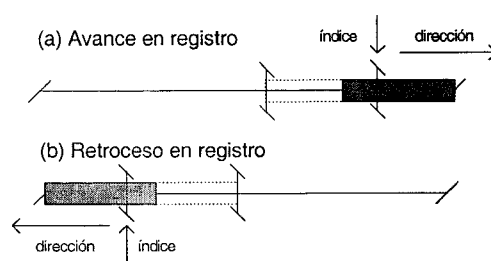 (a) Avance en registro
índice
dirección
(b) Retroceso en registro
dirección
índice